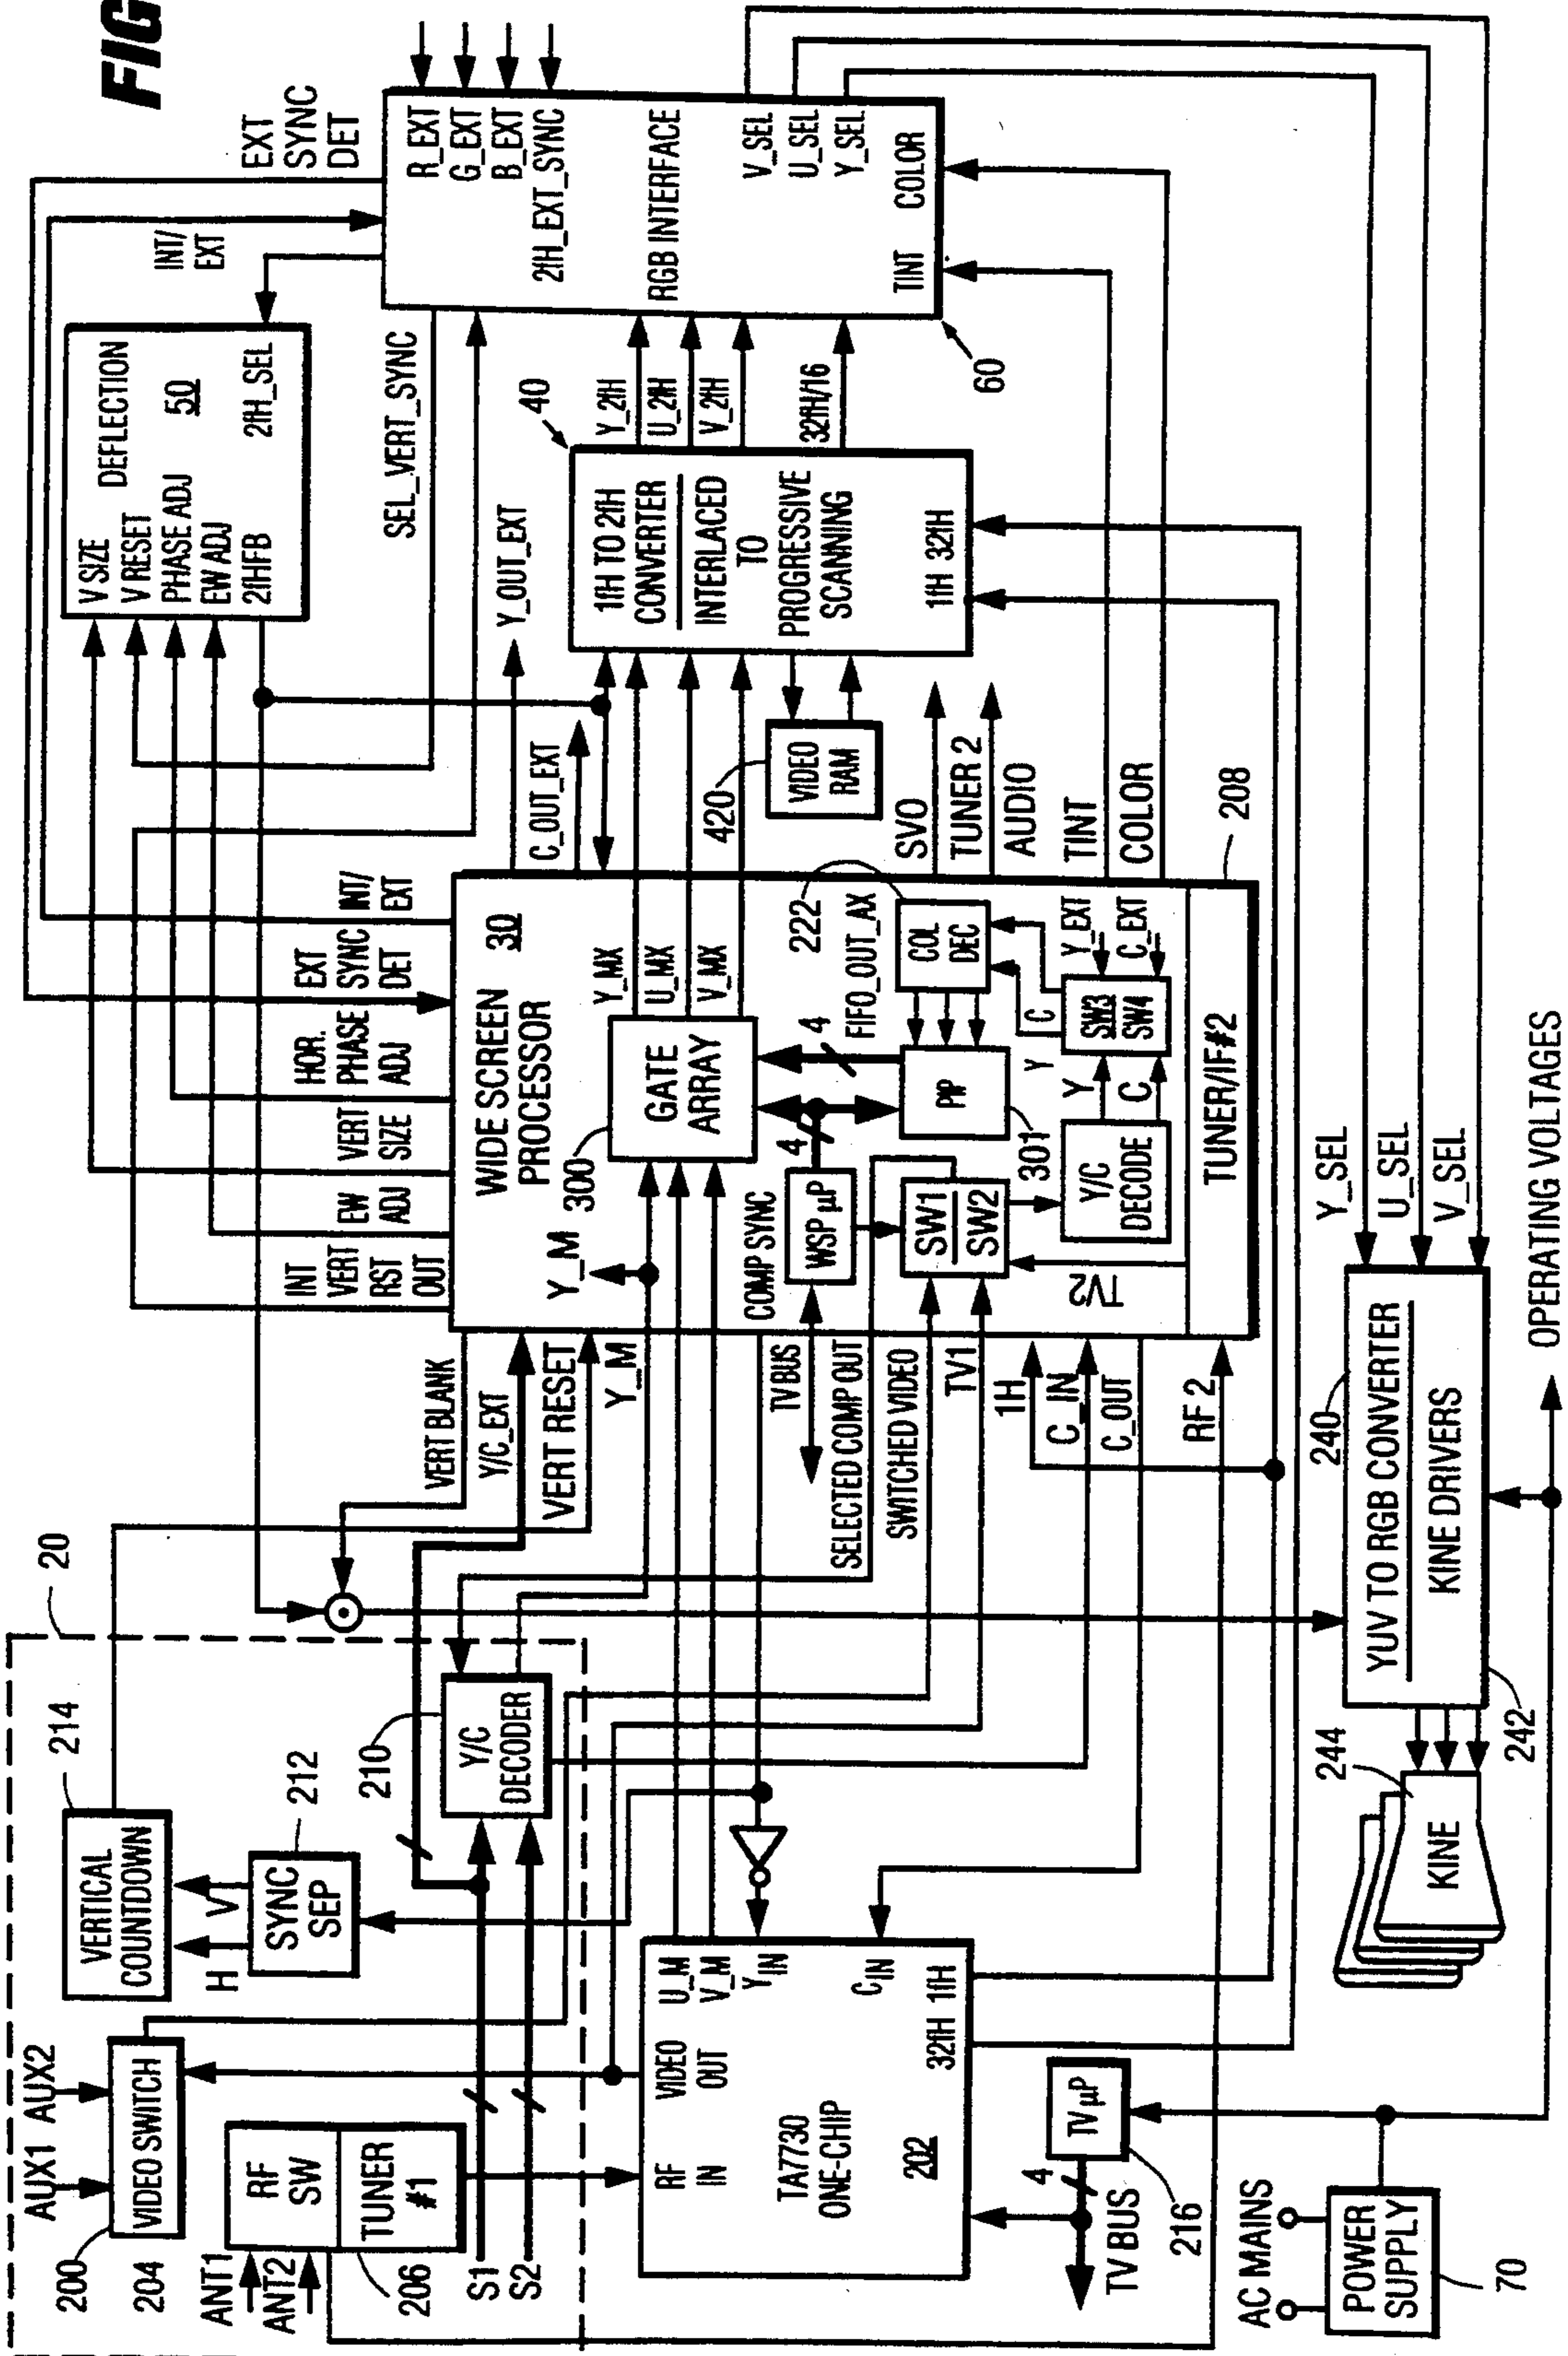 FIG
AUX1
AUX2
200
VIDEO SWITCH
204
ANT1
ANT2
RF
SW
TUNER
#1
206
S1
S2
VERTICAL
COUNTDOWN
214
H
V
SYNC
SEP
212
20
210
Y/C
DECODER
RF
IN
VIDEO
OUT
U_M
V_M
YIN
CIN
TA7730
ONE-CHIP
202
32fH
1fH
4
TV BUS
TV µP
216
AC MAINS
POWER
SUPPLY
70
VERT BLANK
Y/C_EXT
VERT RESET
Y_M
TV BUS
SELECTED COMP OUT
SWITCHED VIDEO
TV1
1H
C_IN
C_OUT
RF 2
INT
VERT
RST
OUT
EW
ADJ
VERT
SIZE
HOR.
PHASE
ADJ
EXT
SYNC
DET
INT/
EXT
WIDE SCREEN
PROCESSOR
30
Y_M
300
GATE
ARRAY
Y_MX
U_MX
V_MX
COMP SYNC
WSP µP
4
4
FIFO_OUT_AX
SW1
SW2
TV2
PIP
301
COL
DEC
222
Y/C
DECODE
Y
C
Y
C
SW3
SW4
Y_EXT
C_EXT
TUNER/IF#2
208
V SIZE
V RESET
PHASE ADJ
EW ADJ
2fHFB
DEFLECTION
50
2fH_SEL
SEL_VERT_SYNC
Y_OUT_EXT
C_OUT_EXT
420
VIDEO
RAM
SVO
TUNER 2
AUDIO
TINT
COLOR
1fH TO 2fH
CONVERTER
INTERLACED
TO
PROGRESSIVE
SCANNING
1fH
32fH
40
Y_2fH
U_2fH
V_2fH
32fH/16
INT/
EXT
EXT
SYNC
DET
R_EXT
G_EXT
B_EXT
2fH_EXT_SYNC
RGB INTERFACE
V_SEL
U_SEL
Y_SEL
TINT
COLOR
60
Y_SEL
U_SEL
V_SEL
240
YUV TO RGB CONVERTER
KINE DRIVERS
242
244
KINE
OPERATING VOLTAGES